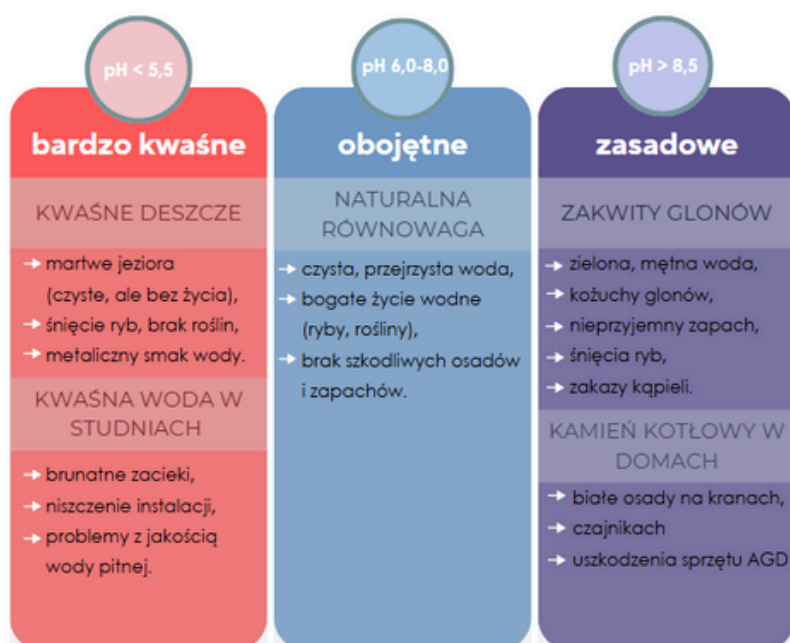 pH < 5,5
bardzo kwaśne
KWAŚNE DESZCZE
→ martwe jeziora
(czyste, ale bez życia),
→ śnięcie ryb, brak roślin,
→ metaliczny smak wody.
KWAŚNA WODA W
STUDNIACH
→ brunatne zacieki,
→ niszczenie instalacji,
→ problemy z jakością
wody pitnej.
pH 6,0-8,0
obojętne
NATURALNA
RÓWNOWAGA
→ czysta, przejrzysta woda,
→ bogate życie wodne
(ryby, rośliny),
→ brak szkodliwych osadów
i zapachów.
pH > 8,5
zasadowe
ZAKWITY GLONÓW
→ zielona, mętna woda,
→ kożuchy glonów,
→ nieprzyjemny zapach,
→ śnięcia ryb,
→ zakazy kąpieli.
KAMIEŃ KOTŁOWY W
DOMACH
→ białe osady na kranach,
→ czajnikach
→ uszkodzenia sprzętu AGD